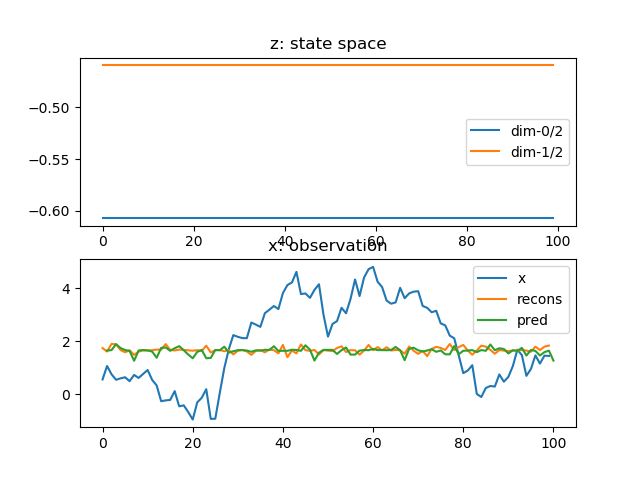 z: state space
−0.50
−0.55
−0.60
dim-0/2
dim-1/2
0 20 40 60 80 100
x: observation
4
2
0
x
recons
pred
0 20 40 60 80 100